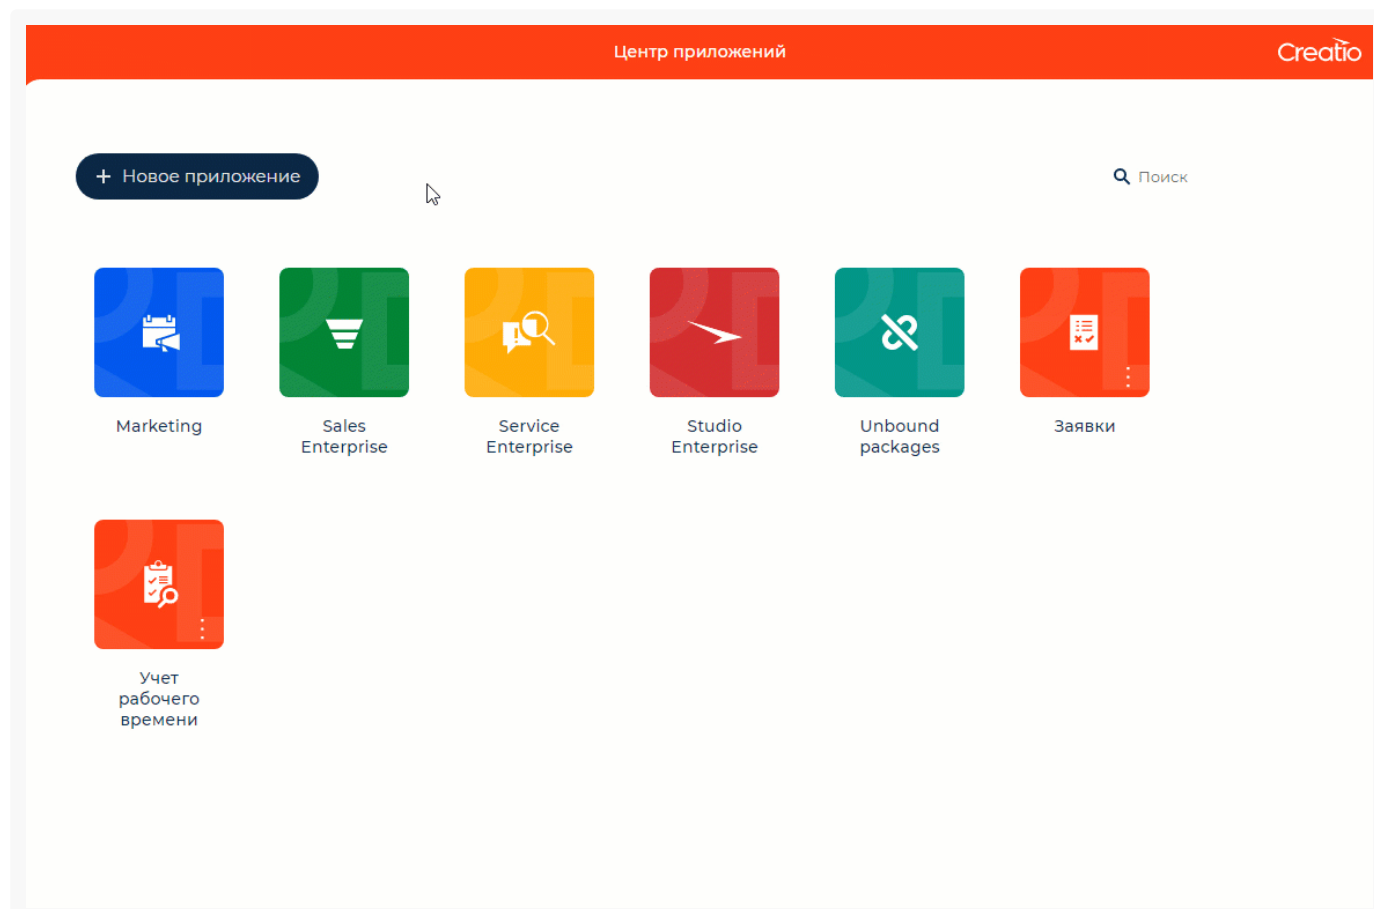 Центр приложений
Creatio
+ Новое приложение
Поиск
Marketing
Sales
Enterprise
Service
Enterprise
Studio
Enterprise
Unbound
packages
Заявки
Учет
рабочего
времени